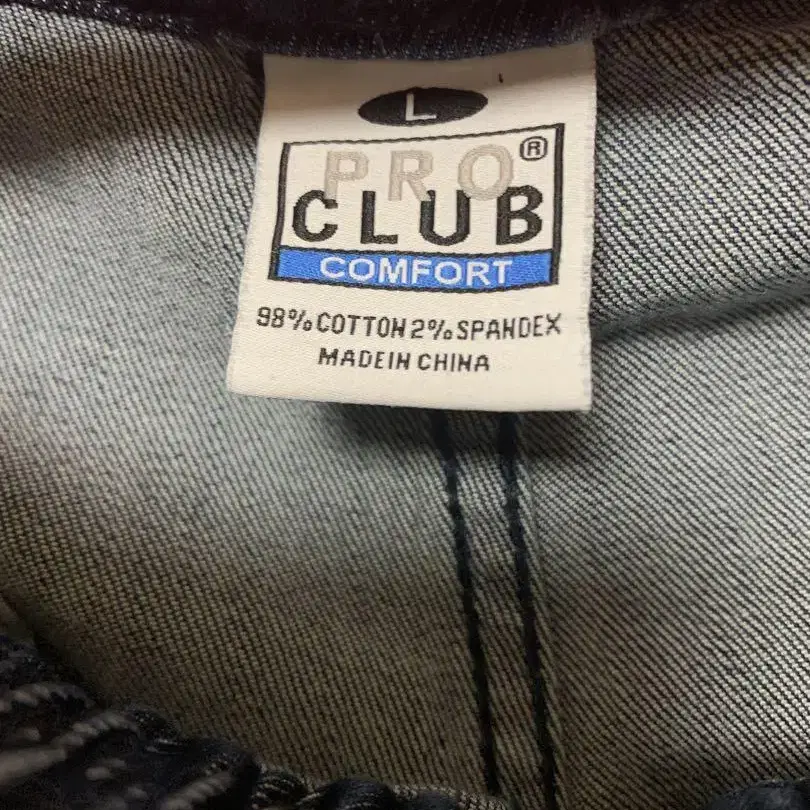 L
PRO®
CLUB
COMFORT
98% COTTON 2% SPANDEX
MADE IN CHINA